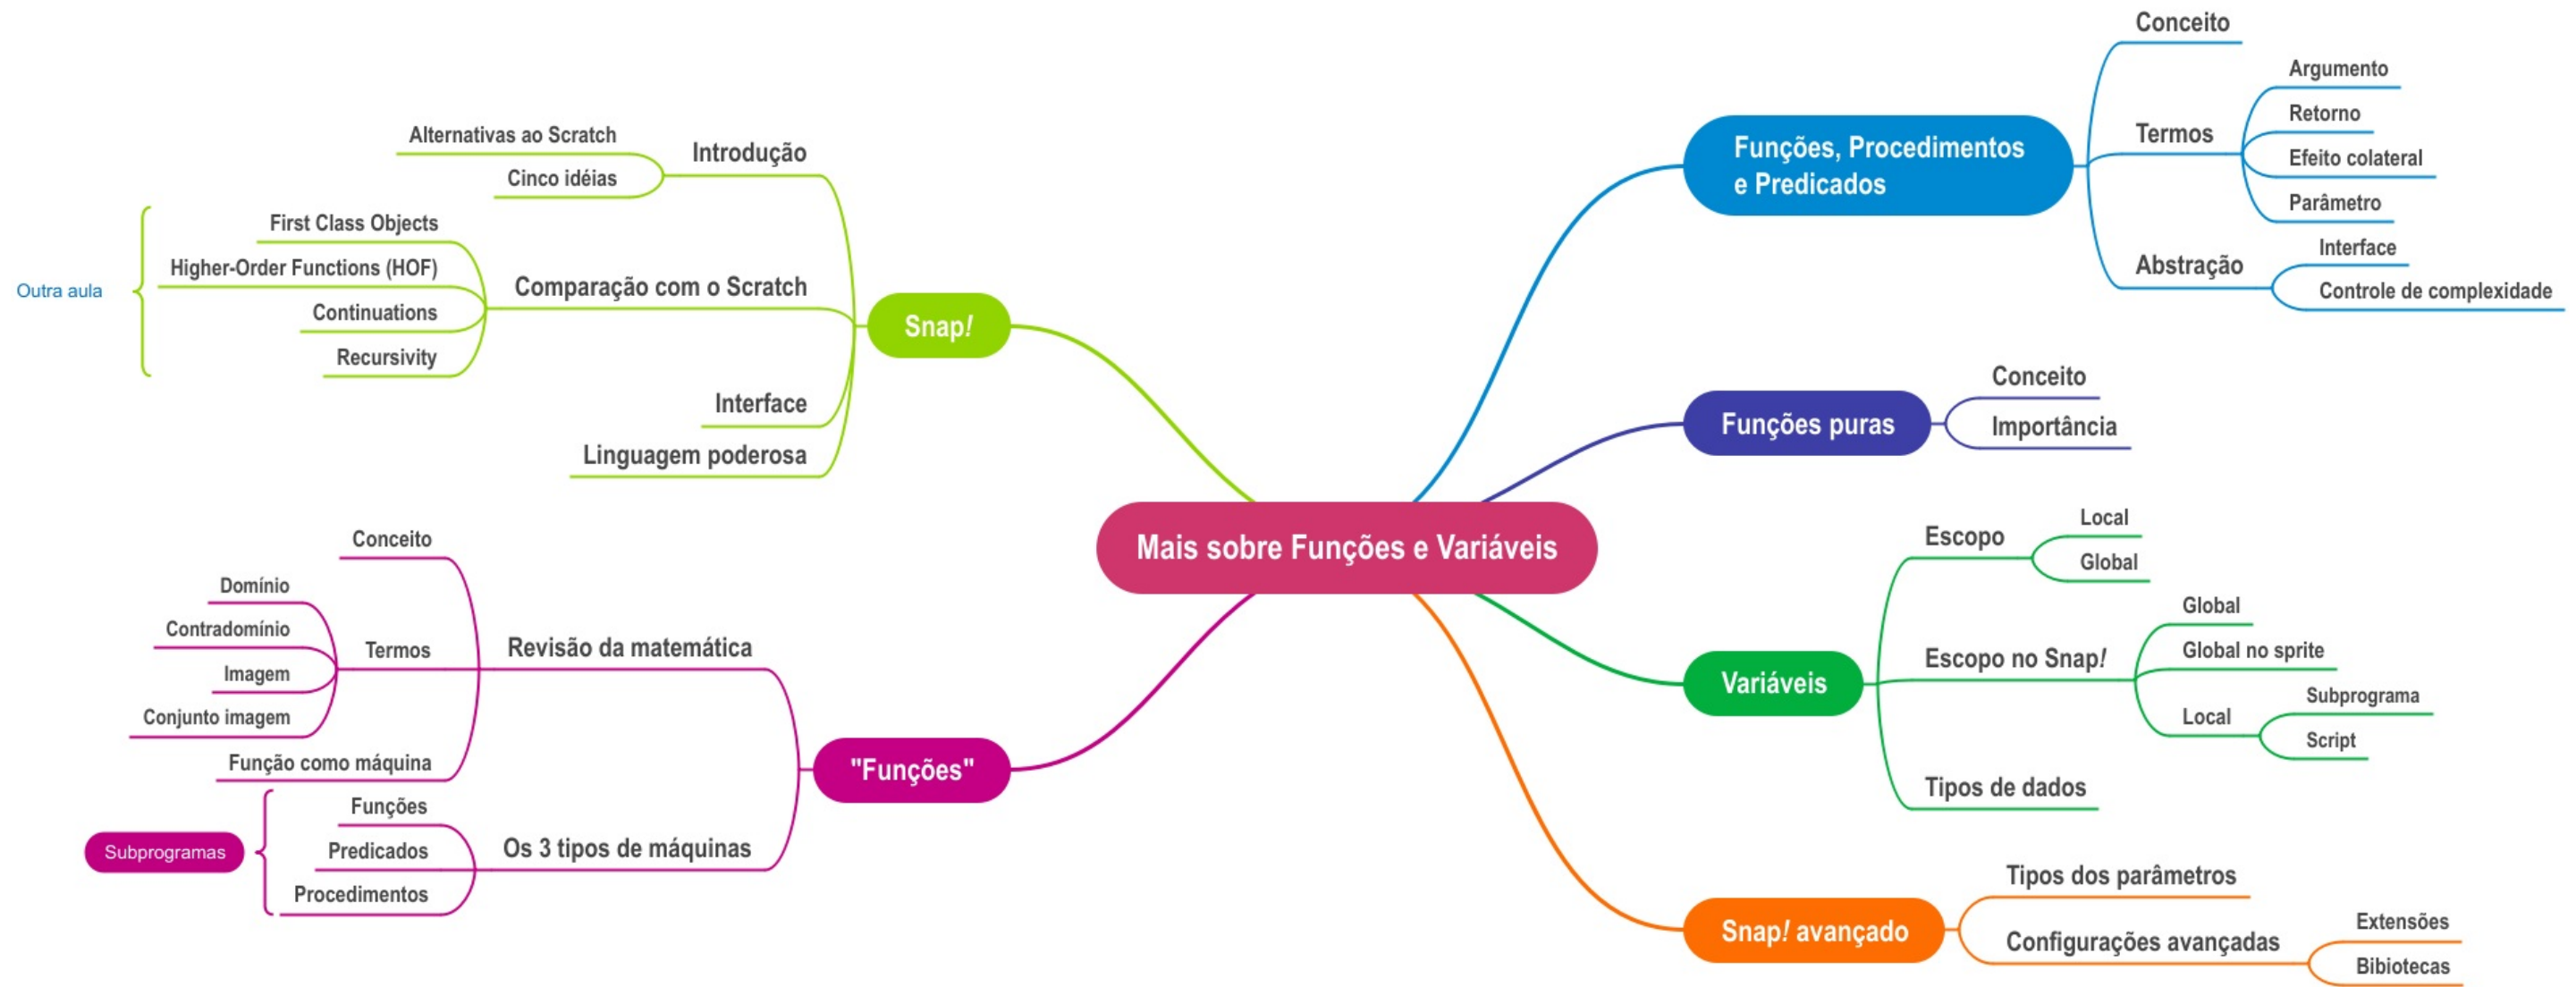 Mais sobre Funções e Variáveis
Snap!
Introdução
Alternativas ao Scratch
Cinco idéias
Comparação com o Scratch
First Class Objects
Higher-Order Functions (HOF)
Continuations
Recursivity
Outra aula
Interface
Linguagem poderosa
"Funções"
Revisão da matemática
Conceito
Termos
Domínio
Contradomínio
Imagem
Conjunto imagem
Função como máquina
Os 3 tipos de máquinas
Funções
Predicados
Procedimentos
Subprogramas
Funções, Procedimentos
e Predicados
Conceito
Termos
Argumento
Retorno
Efeito colateral
Parâmetro
Abstração
Interface
Controle de complexidade
Funções puras
Conceito
Importância
Variáveis
Escopo
Local
Global
Escopo no Snap!
Global
Global no sprite
Local
Subprograma
Script
Tipos de dados
Snap! avançado
Tipos dos parâmetros
Configurações avançadas
Extensões
Bibiotecas